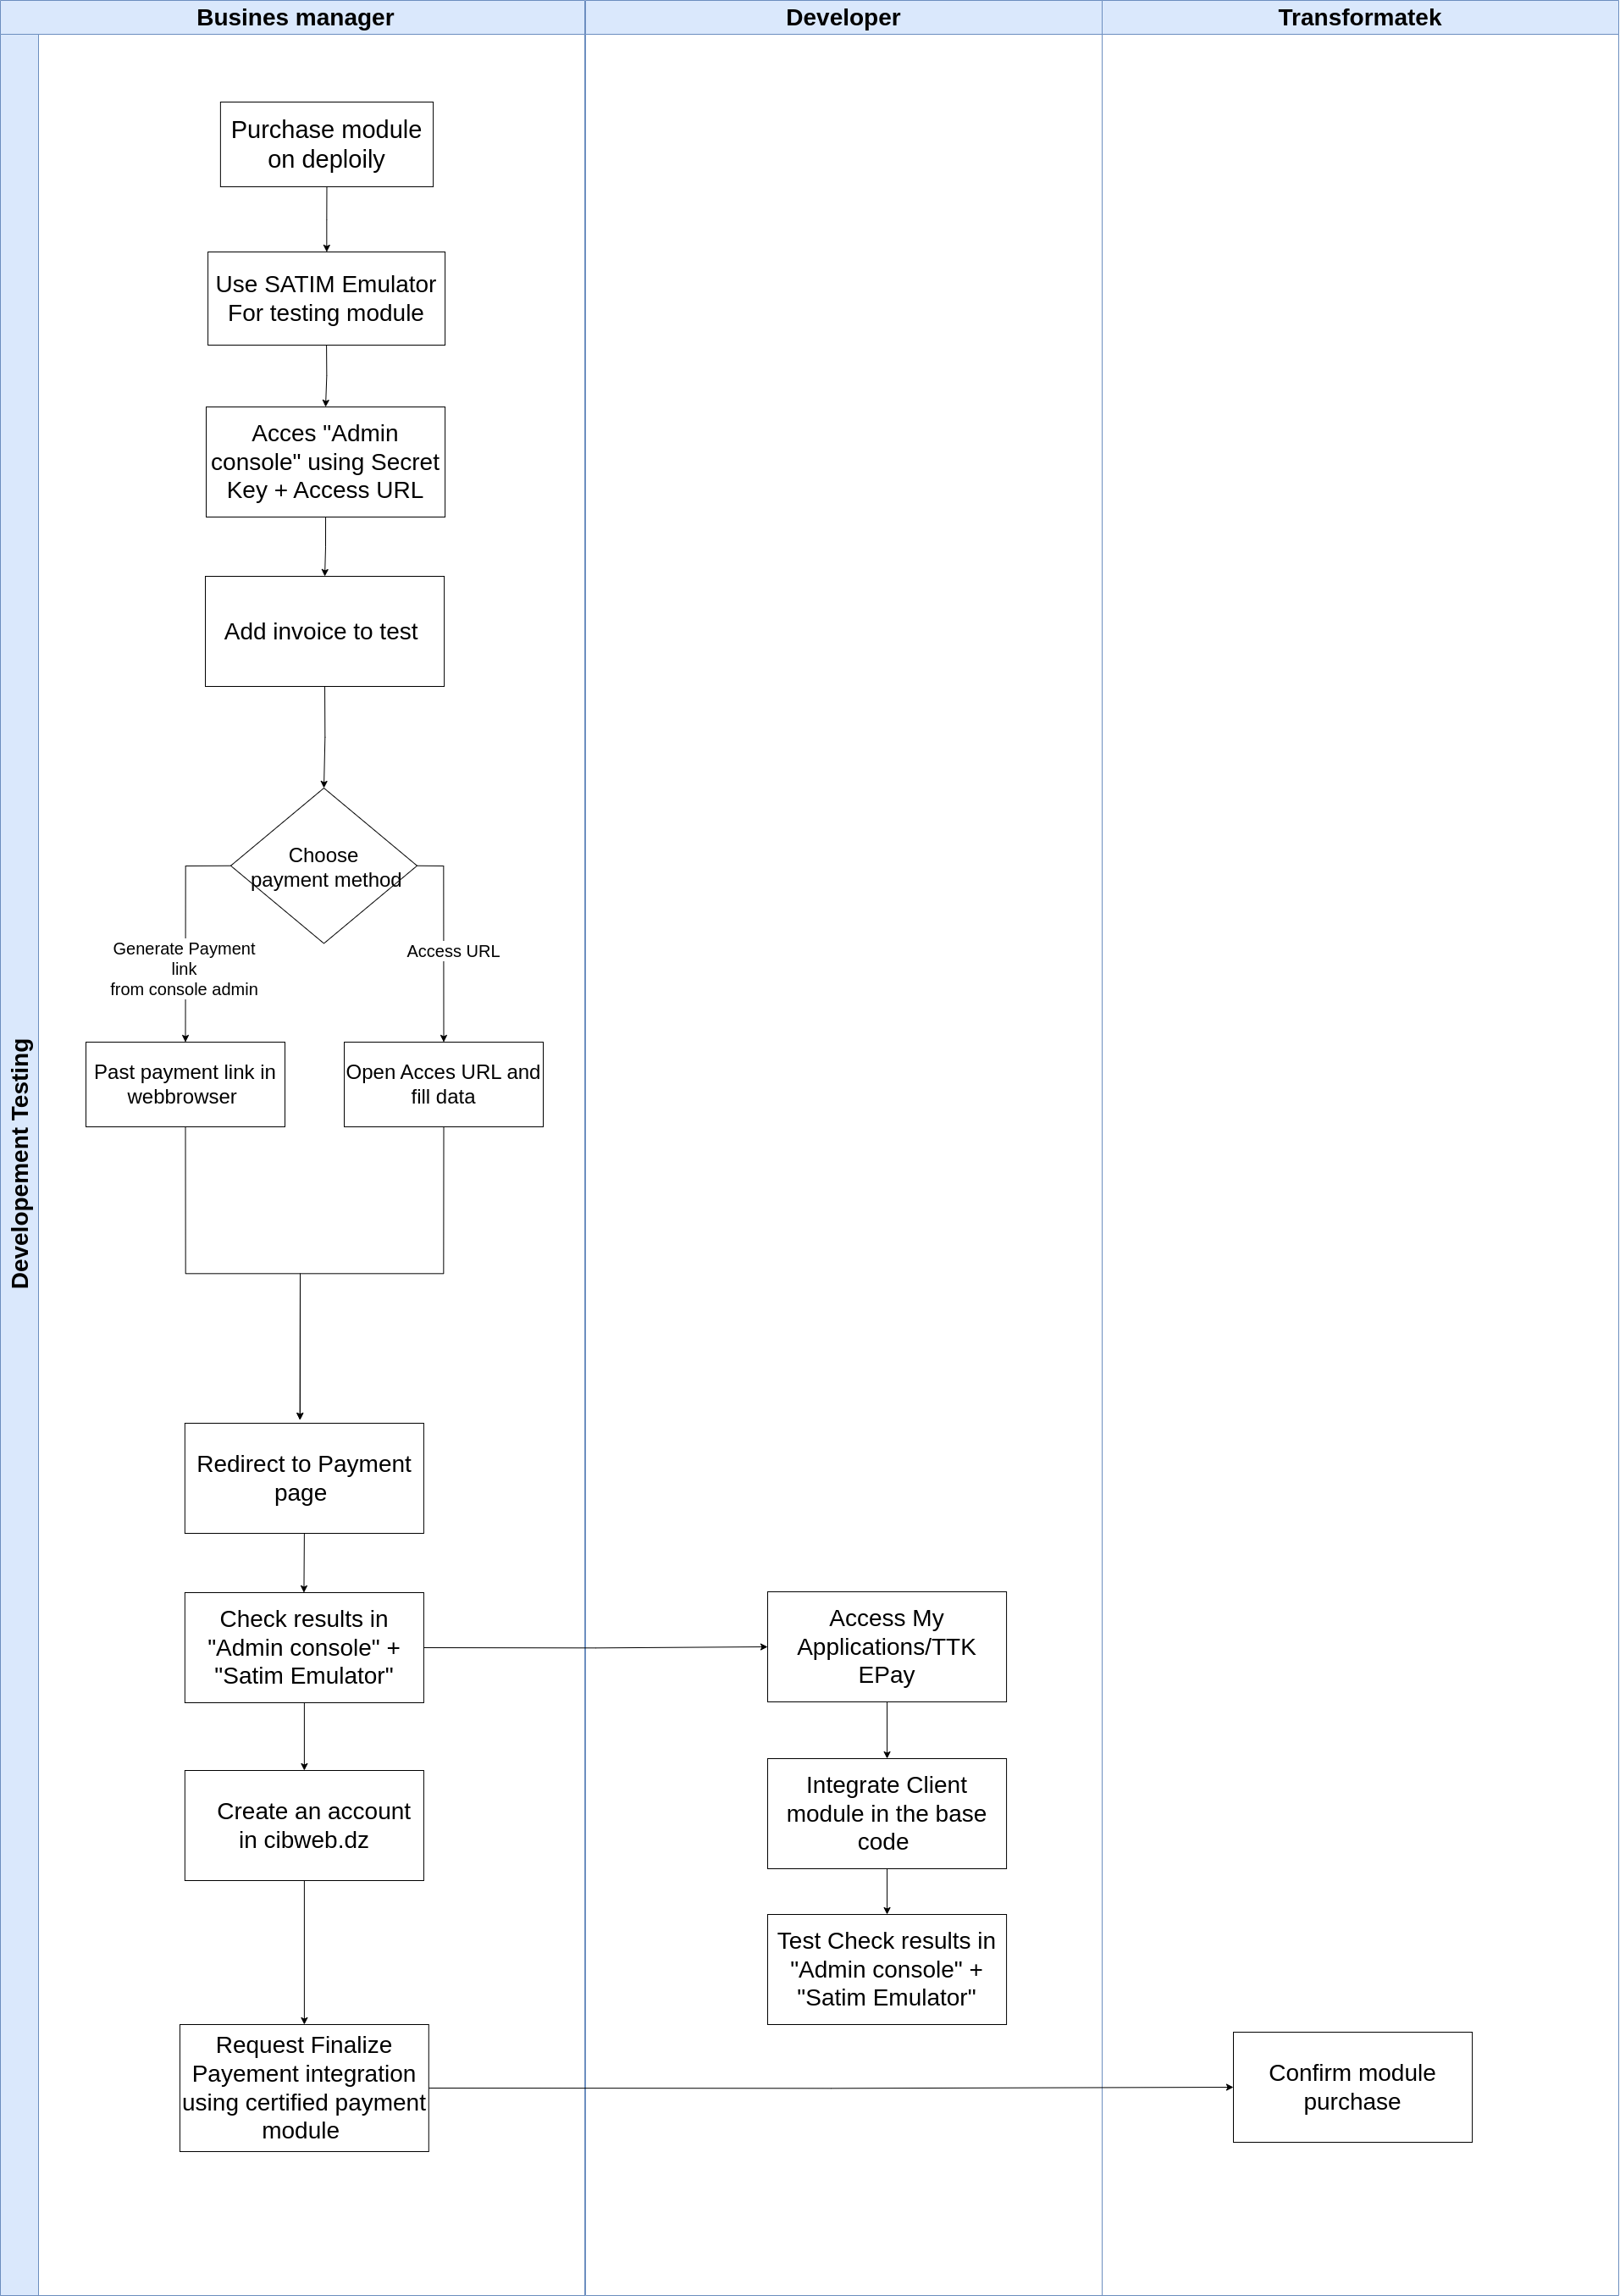 Busines manager
Developer
Transformatek
Developement Testing
Purchase module
on deploily
Use SATIM Emulator
For testing module
Acces "Admin
console" using Secret
Key + Access URL
Add invoice to test
Choose
payment method
Generate Payment
link
from console admin
Access URL
Past payment link in
webbrowser
Open Acces URL and
fill data
Redirect to Payment
page
Check results in
"Admin console" +
"Satim Emulator"
Access My
Applications/TTK
EPay
Create an account
in cibweb.dz
Integrate Client
module in the base
code
Test Check results in
"Admin console" +
"Satim Emulator"
Request Finalize
Payement integration
using certified payment
module
Confirm module
purchase